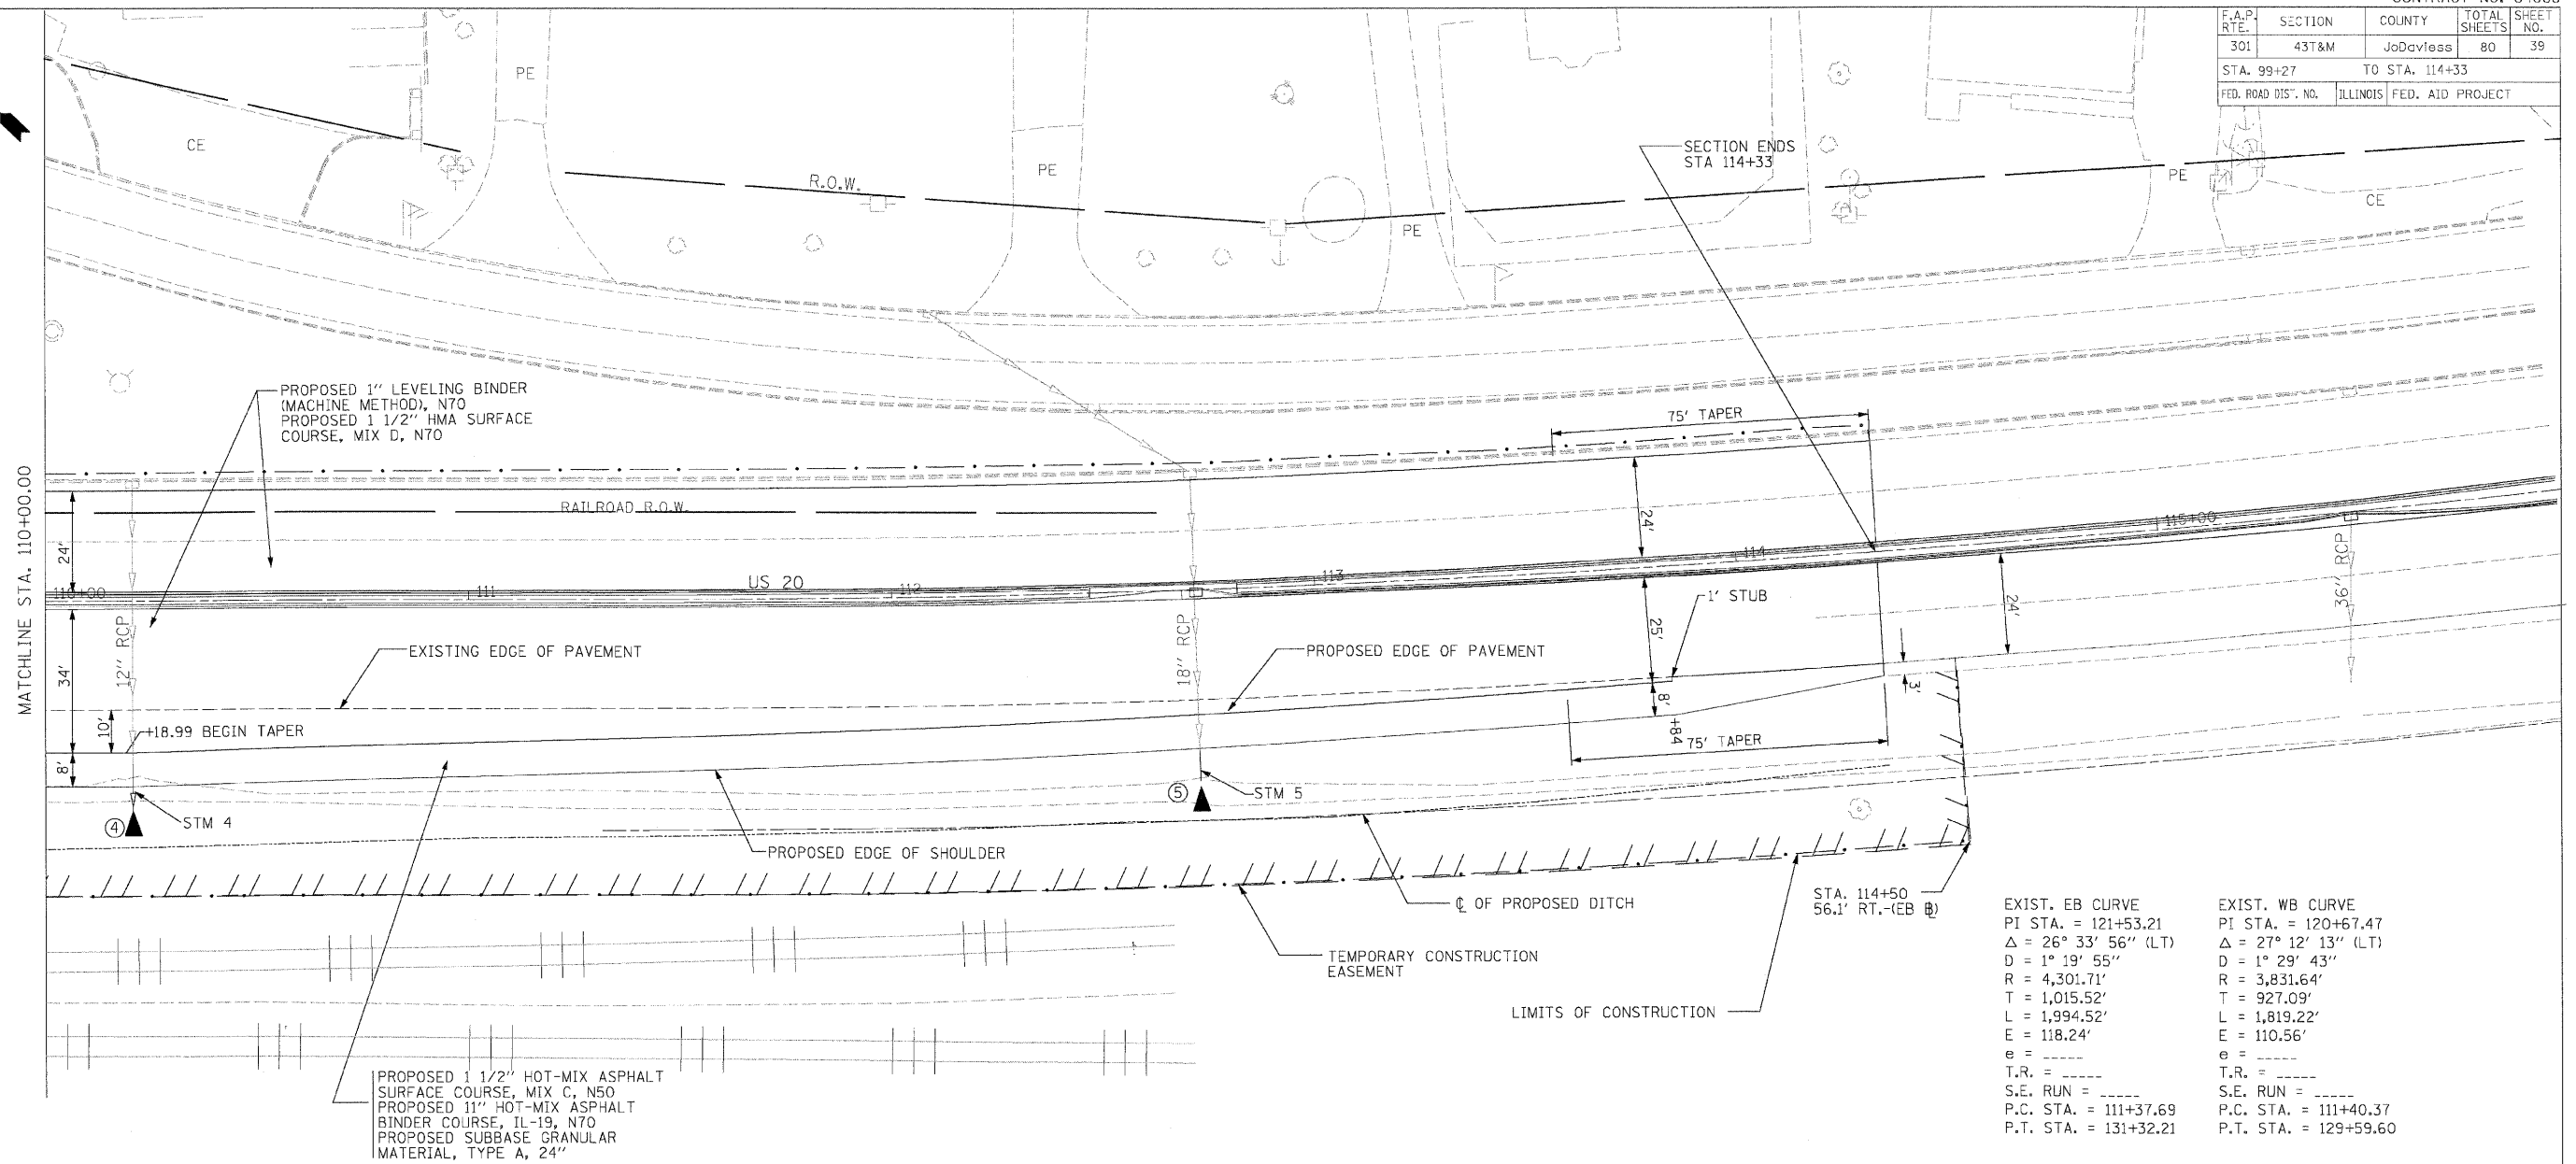 F.A.P. RTE. SECTION COUNTY TOTAL SHEETS SHEET NO.
301 43T&M JoDaviess 80 39
STA. 99+27 TO STA. 114+33
FED. ROAD DIST. NO. ILLINOIS FED. AID PROJECT
PE
CE
R.O.W.
PE
PE
SECTION ENDS
STA 114+33
PE
CE
PROPOSED 1" LEVELING BINDER
(MACHINE METHOD), N70
PROPOSED 1 1/2" HMA SURFACE
COURSE, MIX D, N70
75' TAPER
MATCHLINE STA. 110+00.00
RAILROAD R.O.W.
24'
24'
110+00
111
US 20
112
113
114
115+00
34'
12" RCP
18" RCP
25'
1' STUB
24'
36" RCP
EXISTING EDGE OF PAVEMENT
PROPOSED EDGE OF PAVEMENT
10'
+18.99 BEGIN TAPER
8'
8'
+84
75' TAPER
3'
4
STM 4
5
STM 5
PROPOSED EDGE OF SHOULDER
℄ OF PROPOSED DITCH
STA. 114+50
56.1' RT.-(EB B)
TEMPORARY CONSTRUCTION
EASEMENT
LIMITS OF CONSTRUCTION
PROPOSED 1 1/2" HOT-MIX ASPHALT
SURFACE COURSE, MIX C, N50
PROPOSED 11" HOT-MIX ASPHALT
BINDER COURSE, IL-19, N70
PROPOSED SUBBASE GRANULAR
MATERIAL, TYPE A, 24"
EXIST. EB CURVE
PI STA. = 121+53.21
Δ = 26° 33' 56" (LT)
D = 1° 19' 55"
R = 4,301.71'
T = 1,015.52'
L = 1,994.52'
E = 118.24'
e = _____
T.R. = _____
S.E. RUN = _____
P.C. STA. = 111+37.69
P.T. STA. = 131+32.21
EXIST. WB CURVE
PI STA. = 120+67.47
Δ = 27° 12' 13" (LT)
D = 1° 29' 43"
R = 3,831.64'
T = 927.09'
L = 1,819.22'
E = 110.56'
e = _____
T.R. = _____
S.E. RUN = _____
P.C. STA. = 111+40.37
P.T. STA. = 129+59.60